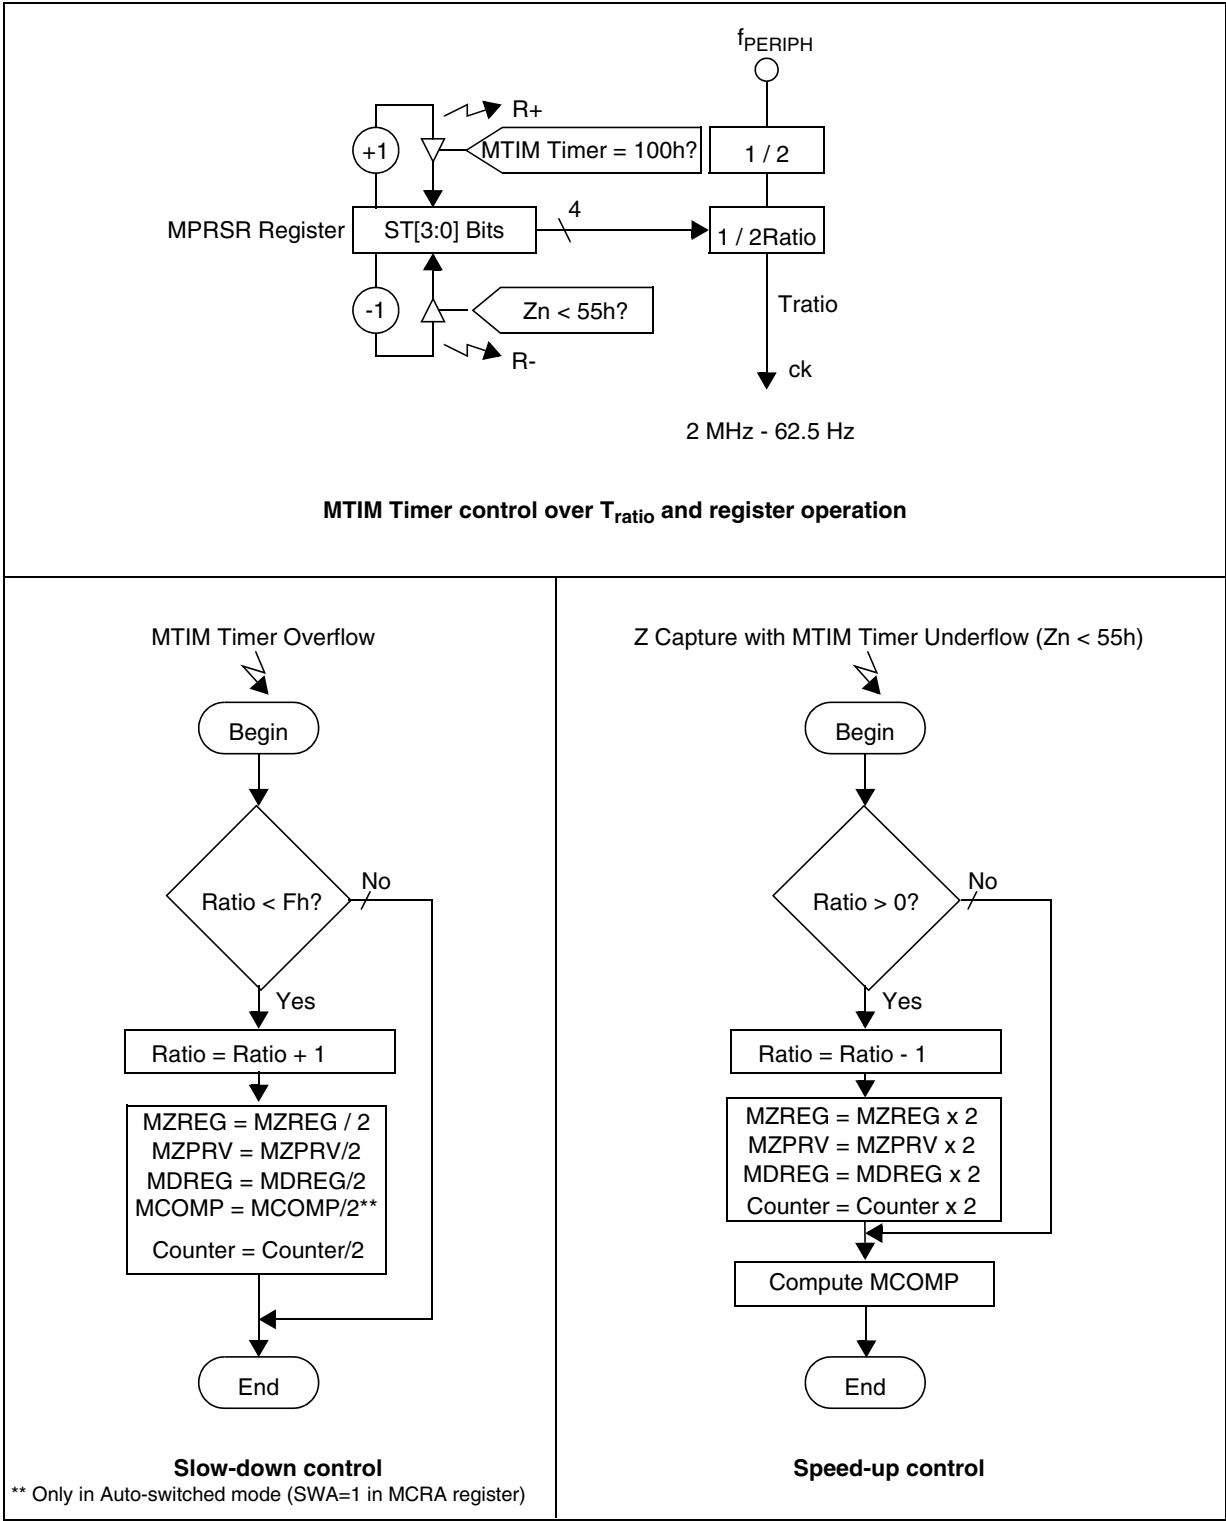 fPERIPH
R+
+1
MTIM Timer = 100h?
1 / 2
4
MPRSR Register
ST[3:0] Bits
1 / 2Ratio
-1
Zn < 55h?
Tratio
R-
ck
2 MHz - 62.5 Hz
MTIM Timer control over Tratio and register operation
MTIM Timer Overflow
Begin
Ratio < Fh?
No
Yes
Ratio = Ratio + 1
MZREG = MZREG / 2
MZPRV = MZPRV/2
MDREG = MDREG/2
MCOMP = MCOMP/2**
Counter = Counter/2
End
Slow-down control
** Only in Auto-switched mode (SWA=1 in MCRA register)
Z Capture with MTIM Timer Underflow (Zn < 55h)
Begin
Ratio > 0?
No
Yes
Ratio = Ratio - 1
MZREG = MZREG x 2
MZPRV = MZPRV x 2
MDREG = MDREG x 2
Counter = Counter x 2
Compute MCOMP
End
Speed-up control